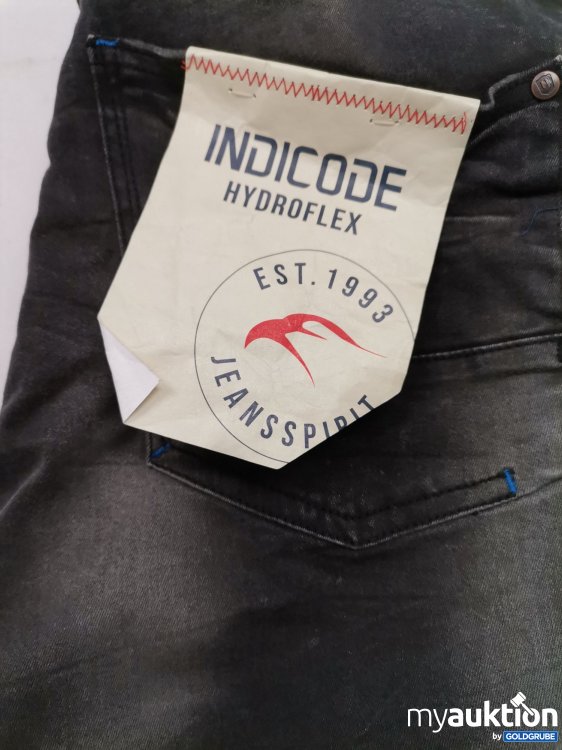 INDICODE
HYDROFLEX
EST. 1993
JEANSSPIRIT
myauktion
by GOLDGRUBE